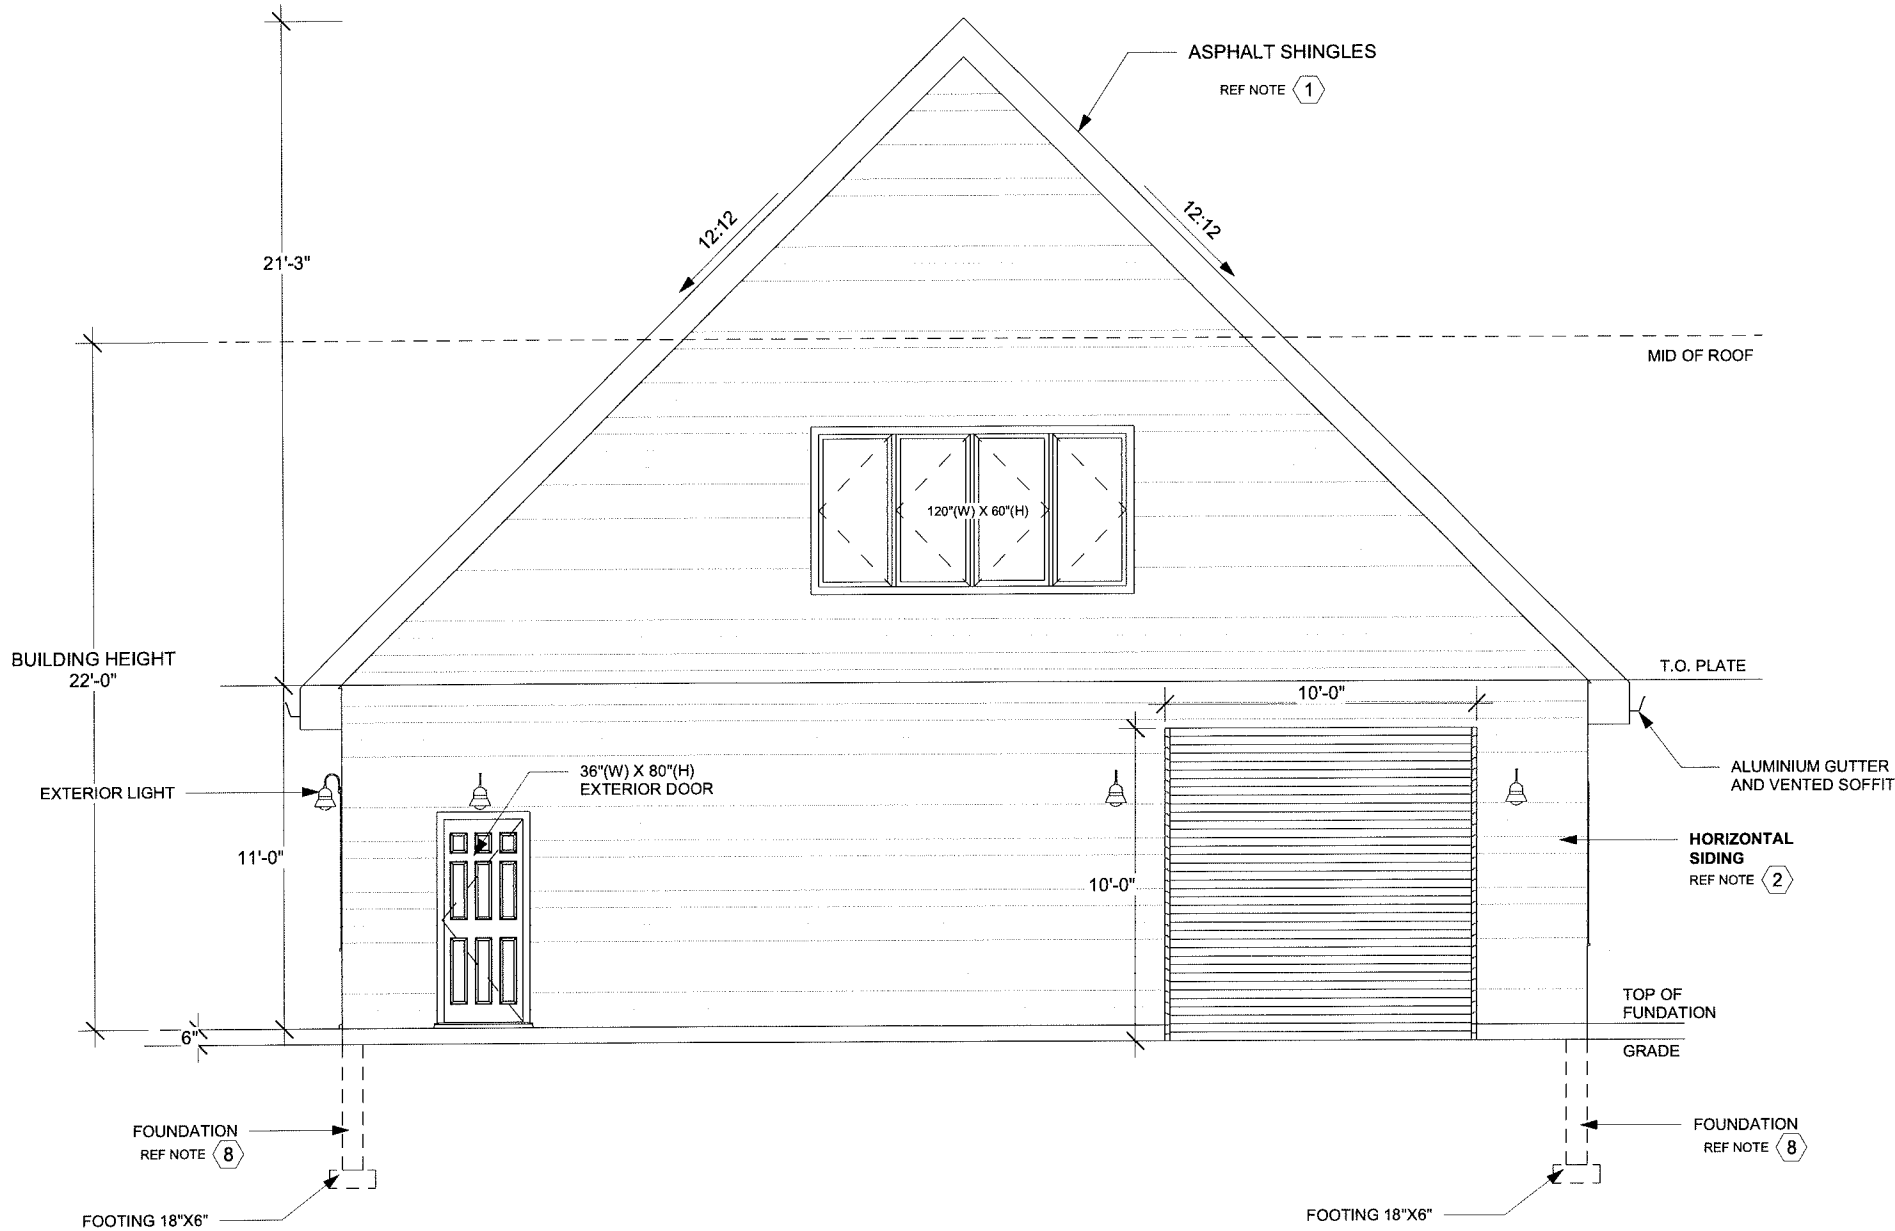 ASPHALT SHINGLES
REF NOTE 1
12:12
12:12
21'-3"
MID OF ROOF
120"(W) X 60"(H)
BUILDING HEIGHT
22'-0"
T.O. PLATE
10'-0"
36"(W) X 80"(H)
EXTERIOR DOOR
EXTERIOR LIGHT
ALUMINIUM GUTTER
AND VENTED SOFFIT
11'-0"
10'-0"
HORIZONTAL
SIDING
REF NOTE 2
TOP OF
FUNDATION
6"
GRADE
FOUNDATION
REF NOTE 8
FOUNDATION
REF NOTE 8
FOOTING 18"X6"
FOOTING 18"X6"